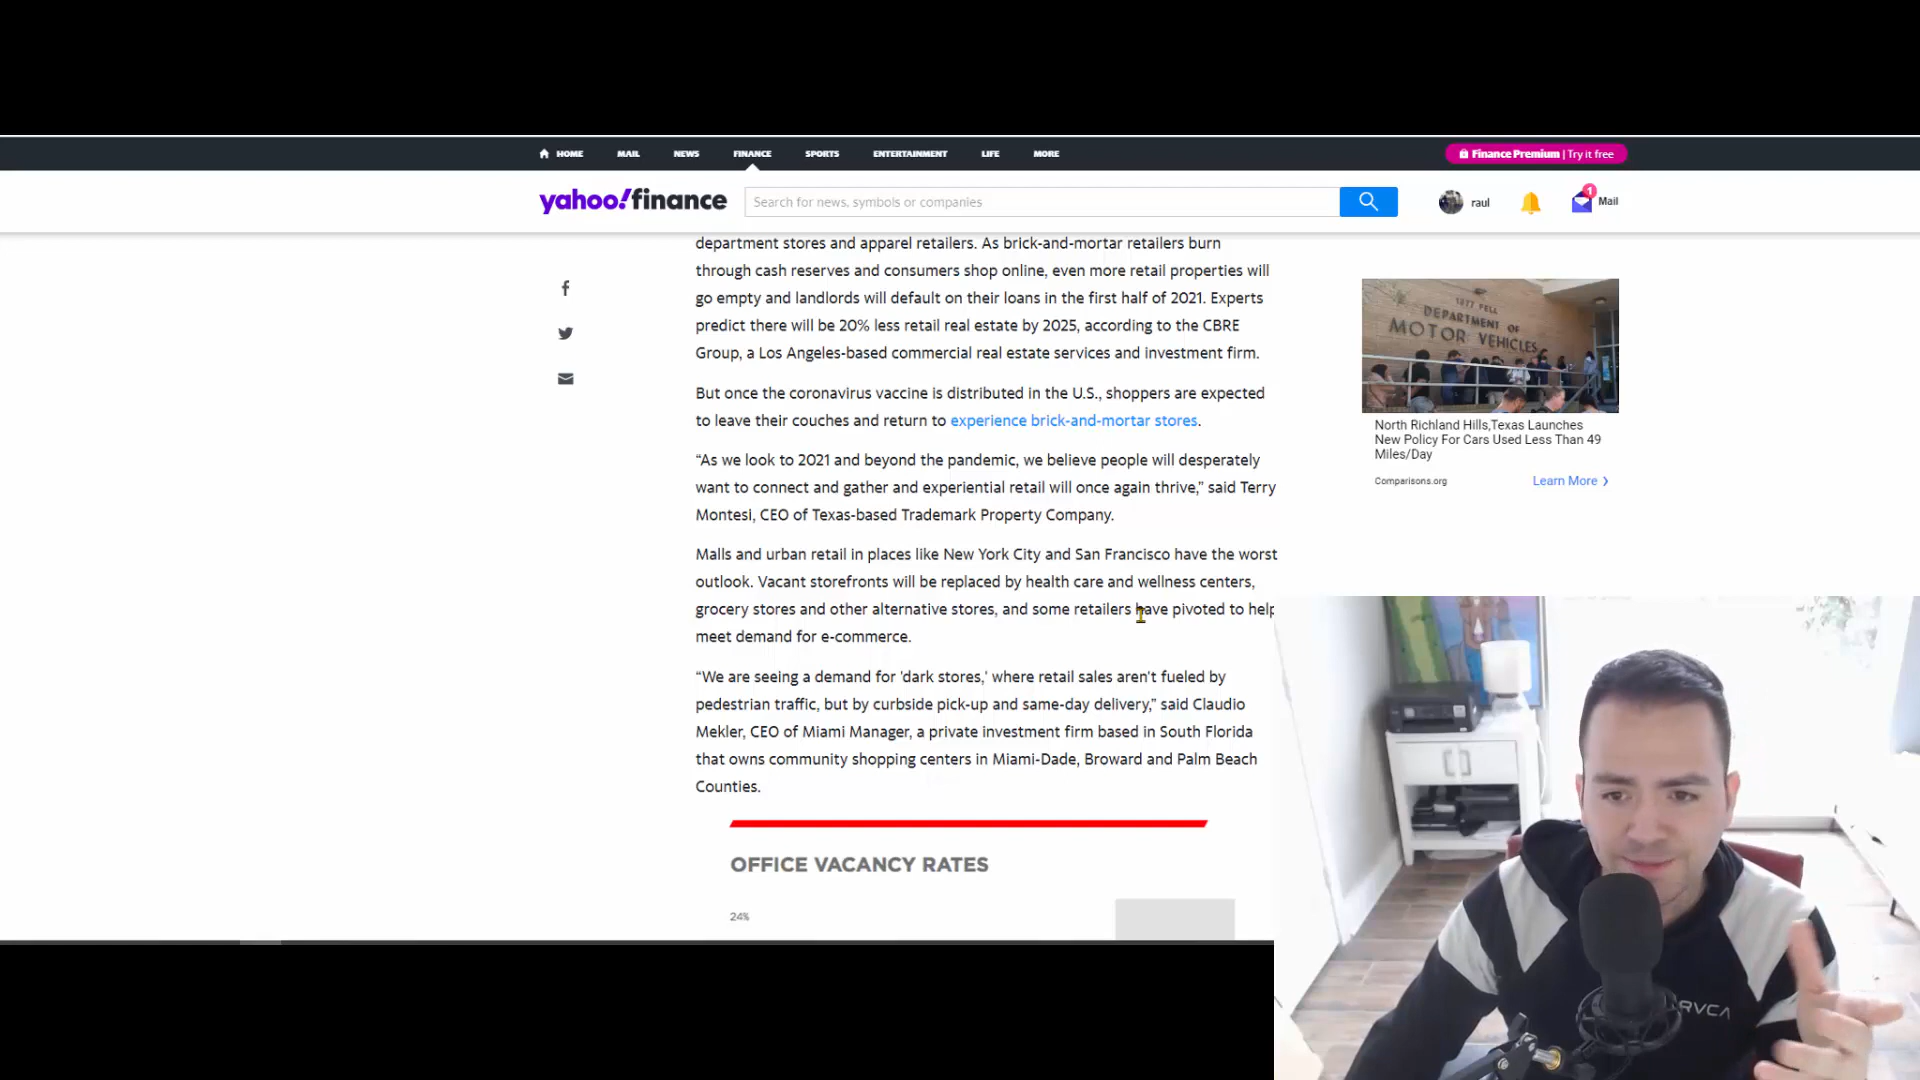 HOME MAIL NEWS FINANCE SPORTS ENTERTAINMENT LIFE MORE
Finance Premium | Try it free
yahoo!finance
Search for news, symbols or companies
raul
1
Mail
department stores and apparel retailers. As brick-and-mortar retailers burn
through cash reserves and consumers shop online, even more retail properties will
go empty and landlords will default on their loans in the first half of 2021. Experts
predict there will be 20% less retail real estate by 2025, according to the CBRE
Group, a Los Angeles-based commercial real estate services and investment firm.
But once the coronavirus vaccine is distributed in the U.S., shoppers are expected
to leave their couches and return to experience brick-and-mortar stores.
“As we look to 2021 and beyond the pandemic, we believe people will desperately
want to connect and gather and experiential retail will once again thrive,” said Terry
Montesi, CEO of Texas-based Trademark Property Company.
Malls and urban retail in places like New York City and San Francisco have the worst
outlook. Vacant storefronts will be replaced by health care and wellness centers,
grocery stores and other alternative stores, and some retailers have pivoted to help
meet demand for e-commerce.
“We are seeing a demand for 'dark stores,' where retail sales aren't fueled by
pedestrian traffic, but by curbside pick-up and same-day delivery,” said Claudio
Mekler, CEO of Miami Manager, a private investment firm based in South Florida
that owns community shopping centers in Miami-Dade, Broward and Palm Beach
Counties.
OFFICE VACANCY RATES
24%
1377 FELL
DEPARTMENT OF
MOTOR VEHICLES
North Richland Hills,Texas Launches
New Policy For Cars Used Less Than 49
Miles/Day
Comparisons.org
Learn More
RVCA